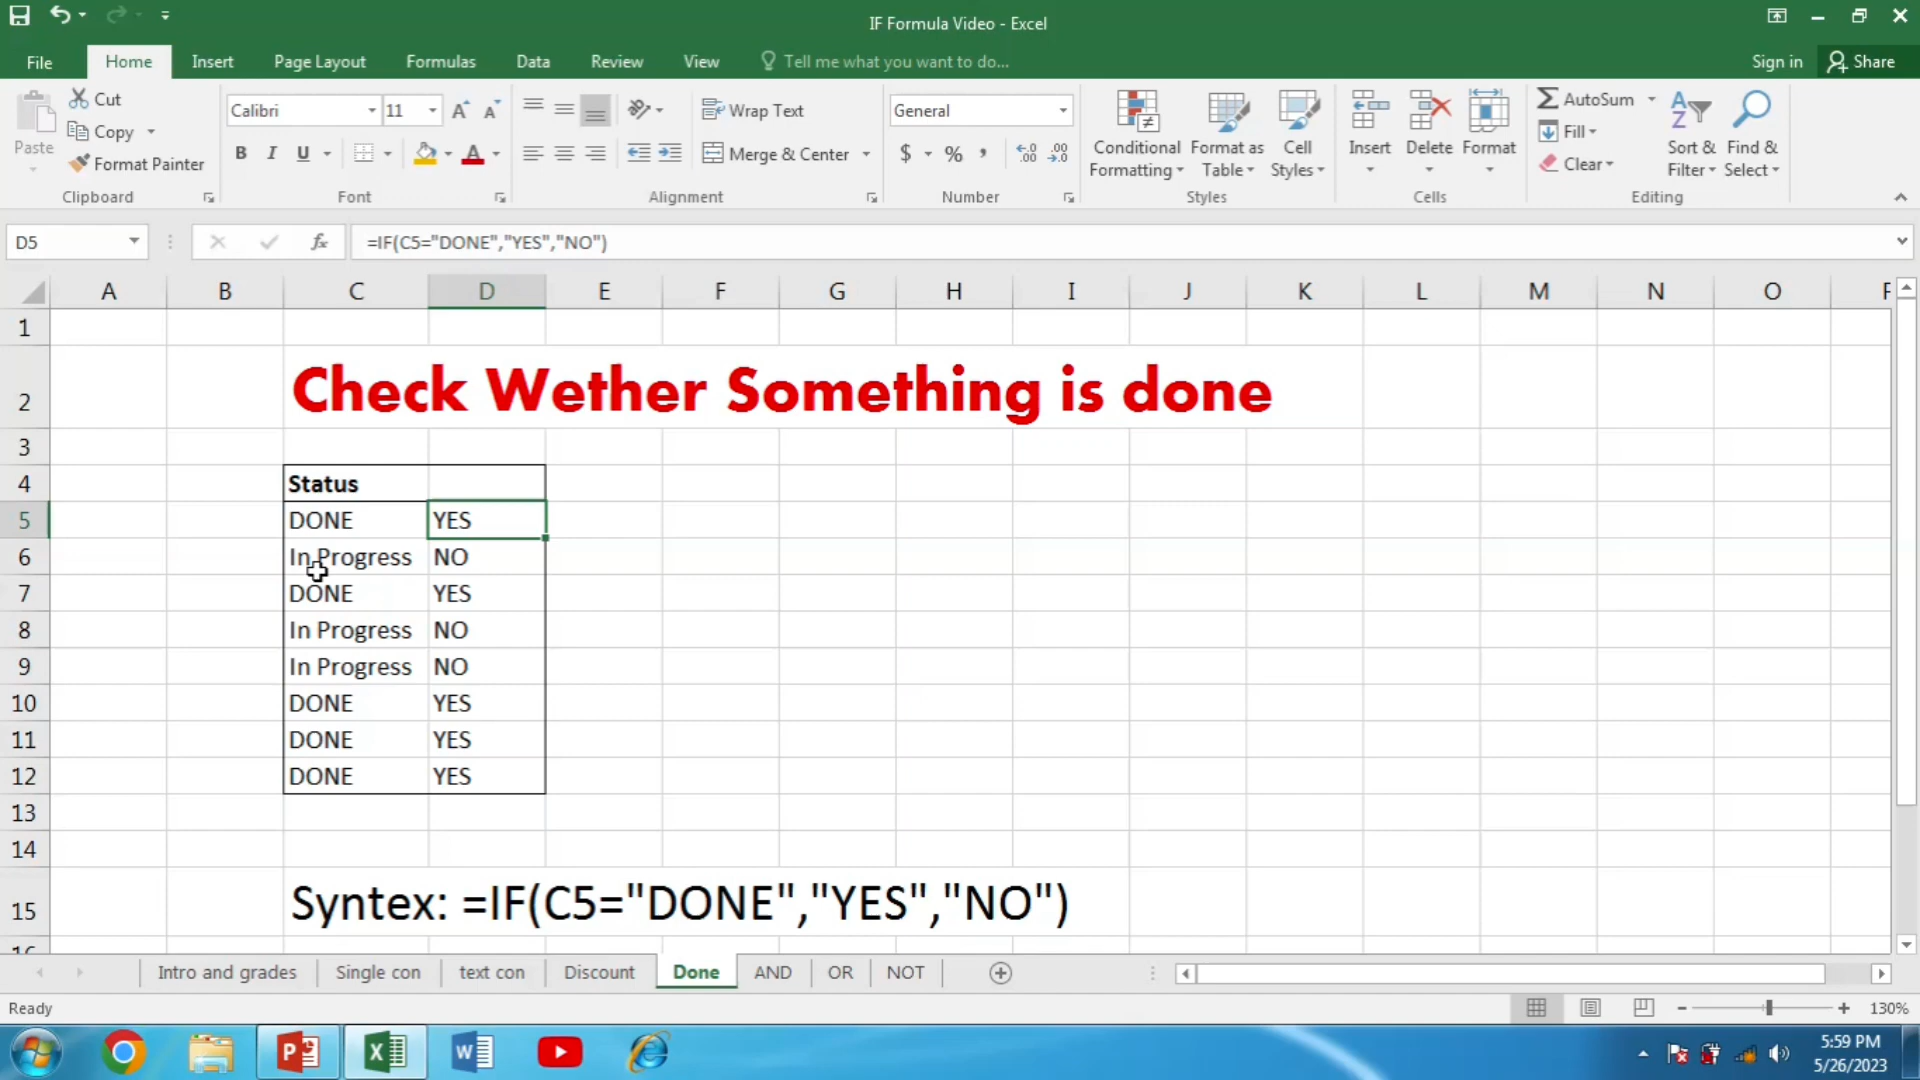 IF Formula Video - Excel
File Home Insert Page Layout Formulas Data Review View Tell me what you want to do... Sign in Share
Cut
Copy
Format Painter
Paste
Clipboard
Calibri 11
B I U A
Font
Wrap Text
Merge & Center
Alignment
General
$ % ,
Number
Conditional Formatting
Format as Table
Cell Styles
Styles
Insert Delete Format
Cells
AutoSum
Fill
Clear
Sort & Filter
Find & Select
Editing
D5 fx =IF(C5="DONE","YES","NO")
A B C D E F G H I J K L M N O
1
2 Check Wether Something is done
3
4 Status
5 DONE YES
6 In Progress NO
7 DONE YES
8 In Progress NO
9 In Progress NO
10 DONE YES
11 DONE YES
12 DONE YES
13
14
15 Syntex: =IF(C5="DONE","YES","NO")
Intro and grades Single con text con Discount Done AND OR NOT
Ready 130%
5:59 PM
5/26/2023